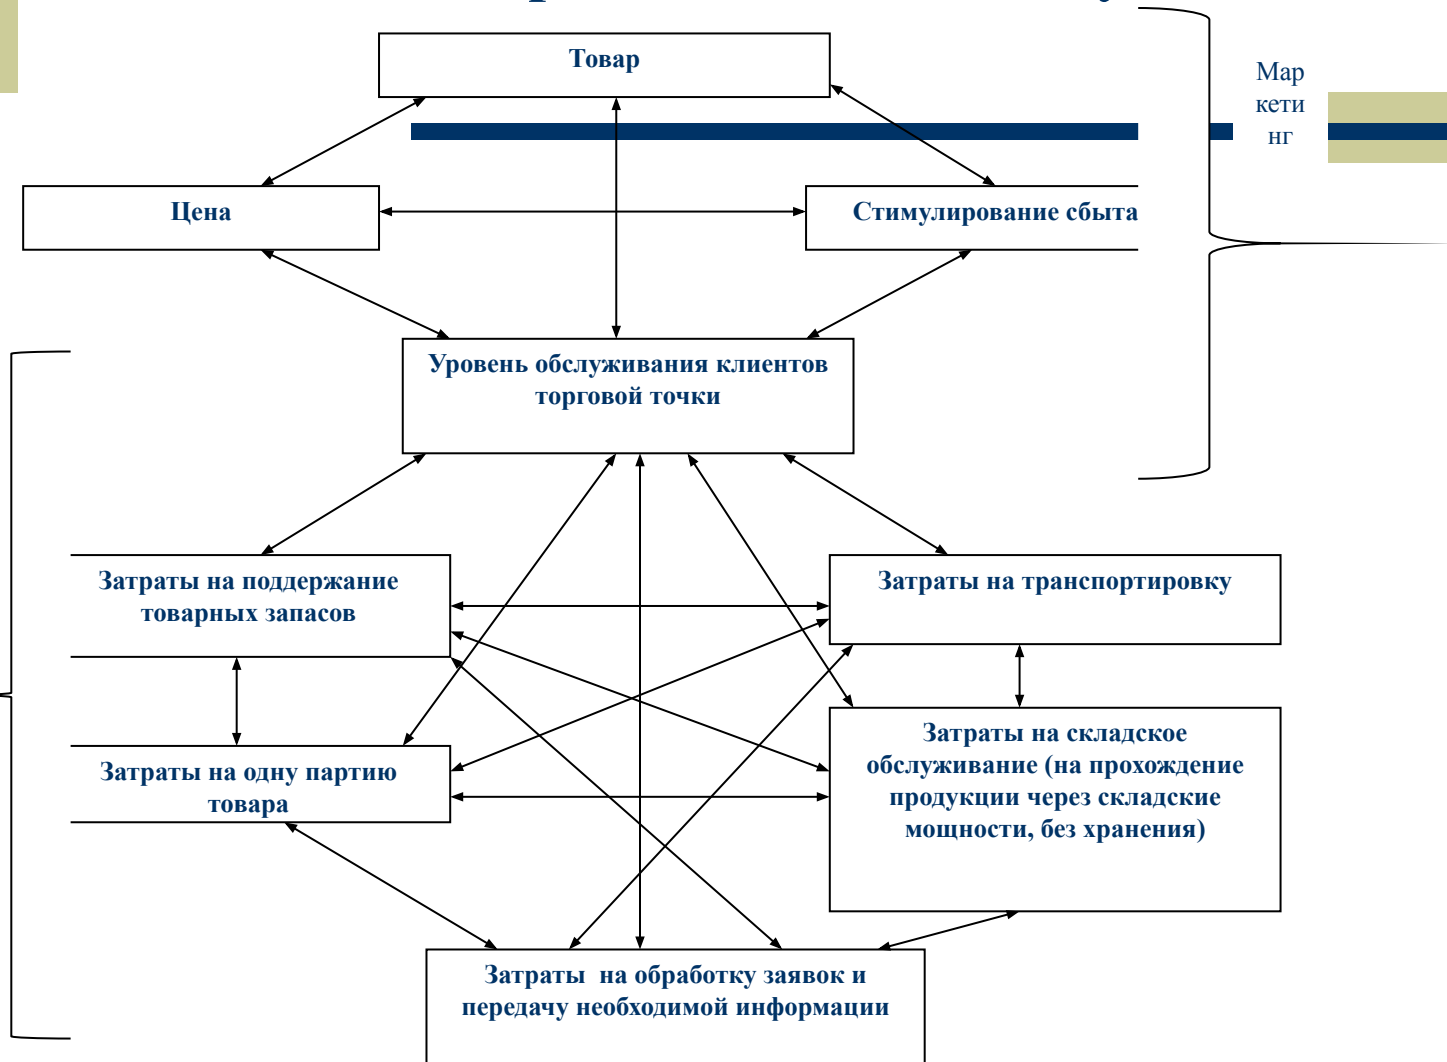 Товар
Мар
кети
нг
Цена
Стимулирование сбыта
Уровень обслуживания клиентов
торговой точки
Затраты на поддержание
товарных запасов
Затраты на транспортировку
Затраты на одну партию
товара
Затраты на складское
обслуживание (на прохождение
продукции через складские
мощности, без хранения)
Затраты на обработку заявок и
передачу необходимой информации